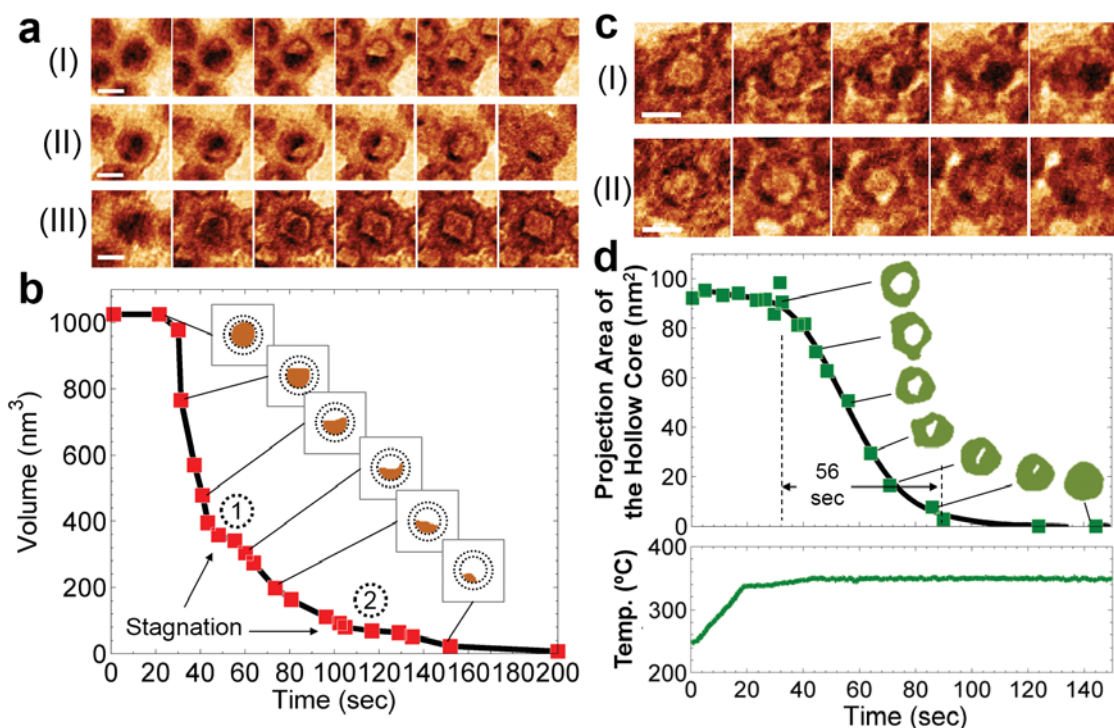 a
(I)
(II)
(III)
b
Volume (nm³)
1000
800
600
400
200
0
1
2
Stagnation
0 20 40 60 80 100 120 140 160 180 200
Time (sec)
c
(I)
(II)
d
Projection Area of
the Hollow Core (nm²)
100
80
60
40
20
0
56
sec
Temp. (ºC)
400
300
200
0 20 40 60 80 100 120 140
Time (sec)